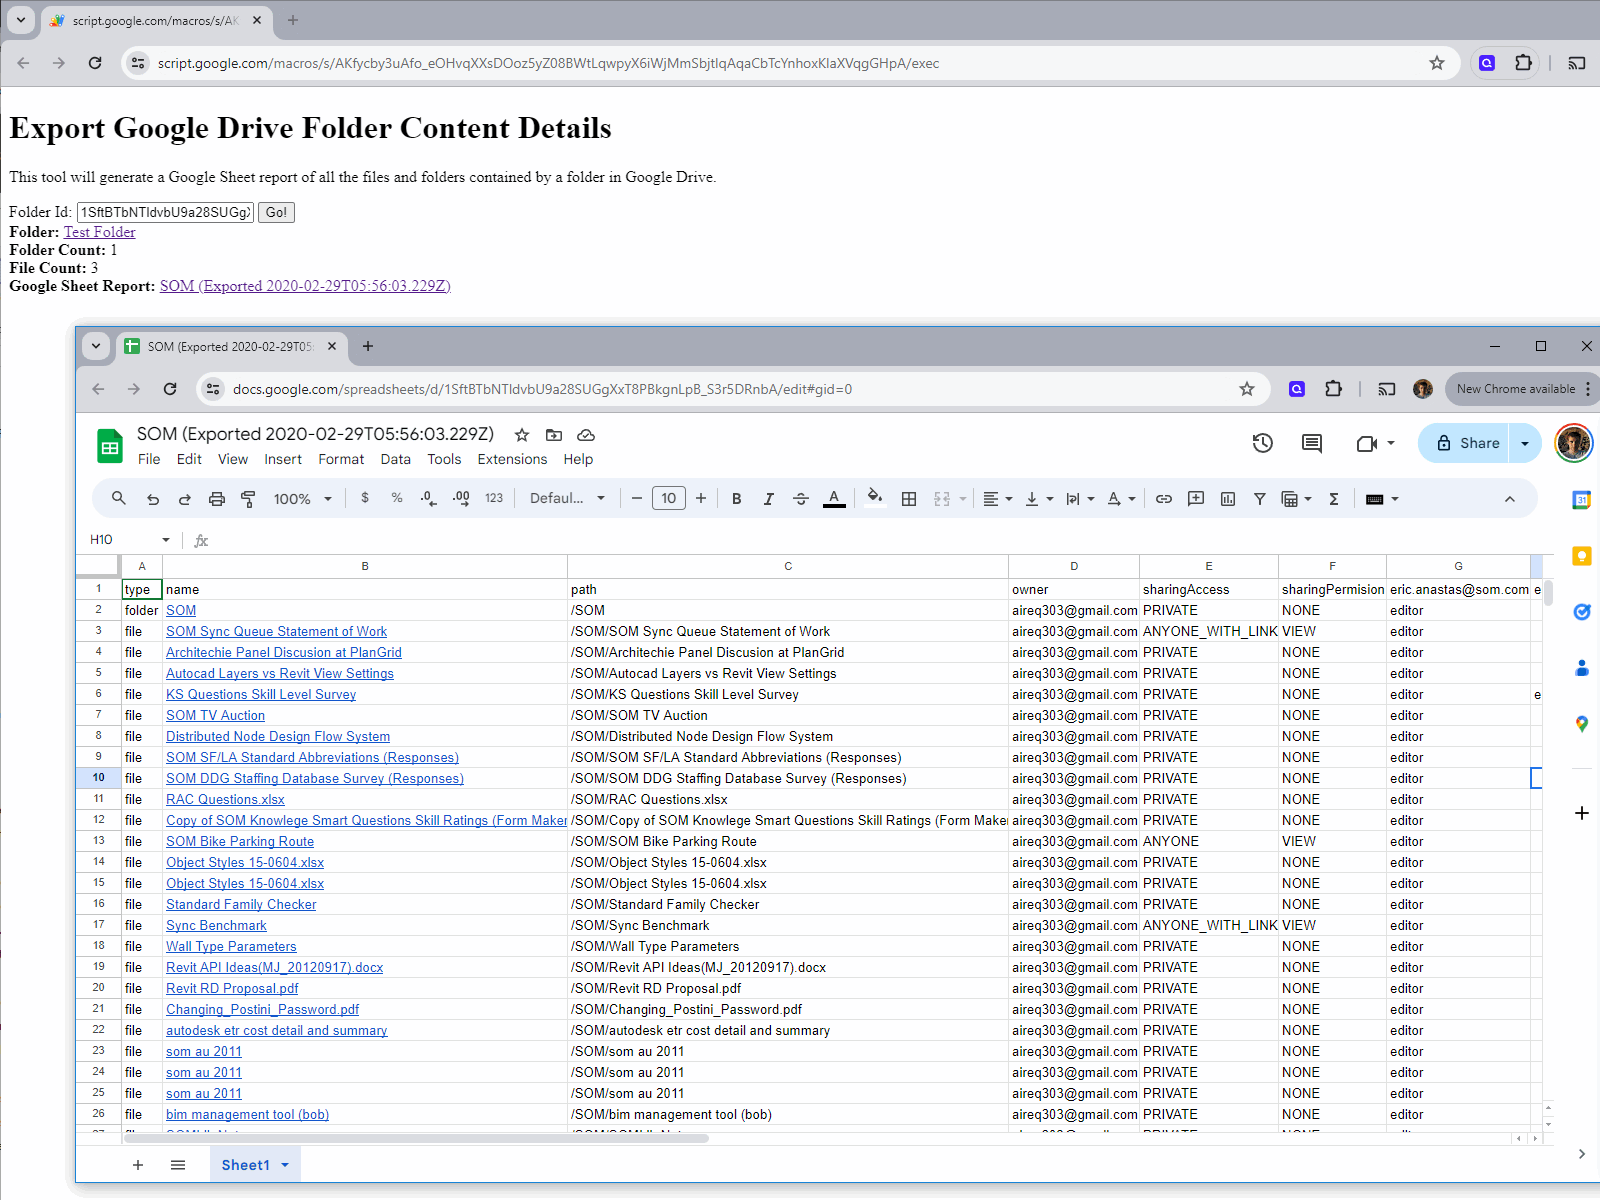 script.google.com/macros/s/AK
script.google.com/macros/s/AKfycby3uAfo_eOHvqXXsDOoz5yZ08BWtLqwpyX6iWjMmSbjtlqAqaCbTcYnhoxKlaXVqgGHpA/exec
Export Google Drive Folder Content Details
This tool will generate a Google Sheet report of all the files and folders contained by a folder in Google Drive.
Folder Id: 1SftBTbNTldvbU9a28SUGgX Go!
Folder: Test Folder
Folder Count: 1
File Count: 3
Google Sheet Report: SOM (Exported 2020-02-29T05:56:03.229Z)
SOM (Exported 2020-02-29T05:
docs.google.com/spreadsheets/d/1SftBTbNTldvbU9a28SUGgXxT8PBkgnLpB_S3r5DRnbA/edit#gid=0
New Chrome available
SOM (Exported 2020-02-29T05:56:03.229Z)
File Edit View Insert Format Data Tools Extensions Help
Share
100% $ % .0 .00 123 Defaul... 10 B I A Σ
31
H10 fx
A B C D E F G
1 type name path owner sharingAccess sharingPermision eric.anastas@som.com e
2 folder SOM /SOM aireq303@gmail.com PRIVATE NONE editor
3 file SOM Sync Queue Statement of Work /SOM/SOM Sync Queue Statement of Work aireq303@gmail.com ANYONE_WITH_LINK VIEW editor
4 file Architechie Panel Discusion at PlanGrid /SOM/Architechie Panel Discusion at PlanGrid aireq303@gmail.com PRIVATE NONE editor
5 file Autocad Layers vs Revit View Settings /SOM/Autocad Layers vs Revit View Settings aireq303@gmail.com PRIVATE NONE editor
6 file KS Questions Skill Level Survey /SOM/KS Questions Skill Level Survey aireq303@gmail.com PRIVATE NONE editor e
7 file SOM TV Auction /SOM/SOM TV Auction aireq303@gmail.com PRIVATE NONE editor
8 file Distributed Node Design Flow System /SOM/Distributed Node Design Flow System aireq303@gmail.com PRIVATE NONE editor
9 file SOM SF/LA Standard Abbreviations (Responses) /SOM/SOM SF/LA Standard Abbreviations (Responses) aireq303@gmail.com PRIVATE NONE editor
10 file SOM DDG Staffing Database Survey (Responses) /SOM/SOM DDG Staffing Database Survey (Responses) aireq303@gmail.com PRIVATE NONE editor
11 file RAC Questions.xlsx /SOM/RAC Questions.xlsx aireq303@gmail.com PRIVATE NONE editor
12 file Copy of SOM Knowlege Smart Questions Skill Ratings (Form Maker /SOM/Copy of SOM Knowlege Smart Questions Skill Ratings (Form Make aireq303@gmail.com PRIVATE NONE editor
13 file SOM Bike Parking Route /SOM/SOM Bike Parking Route aireq303@gmail.com ANYONE VIEW editor
14 file Object Styles 15-0604.xlsx /SOM/Object Styles 15-0604.xlsx aireq303@gmail.com PRIVATE NONE editor
15 file Object Styles 15-0604.xlsx /SOM/Object Styles 15-0604.xlsx aireq303@gmail.com PRIVATE NONE editor
16 file Standard Family Checker /SOM/Standard Family Checker aireq303@gmail.com PRIVATE NONE editor
17 file Sync Benchmark /SOM/Sync Benchmark aireq303@gmail.com ANYONE_WITH_LINK VIEW editor
18 file Wall Type Parameters /SOM/Wall Type Parameters aireq303@gmail.com PRIVATE NONE editor
19 file Revit API Ideas(MJ_20120917).docx /SOM/Revit API Ideas(MJ_20120917).docx aireq303@gmail.com PRIVATE NONE editor
20 file Revit RD Proposal.pdf /SOM/Revit RD Proposal.pdf aireq303@gmail.com PRIVATE NONE editor
21 file Changing_Postini_Password.pdf /SOM/Changing_Postini_Password.pdf aireq303@gmail.com PRIVATE NONE editor
22 file autodesk etr cost detail and summary /SOM/autodesk etr cost detail and summary aireq303@gmail.com PRIVATE NONE editor
23 file som au 2011 /SOM/som au 2011 aireq303@gmail.com PRIVATE NONE editor
24 file som au 2011 /SOM/som au 2011 aireq303@gmail.com PRIVATE NONE editor
25 file som au 2011 /SOM/som au 2011 aireq303@gmail.com PRIVATE NONE editor
26 file bim management tool (bob) /SOM/bim management tool (bob) aireq303@gmail.com PRIVATE NONE editor
Sheet1